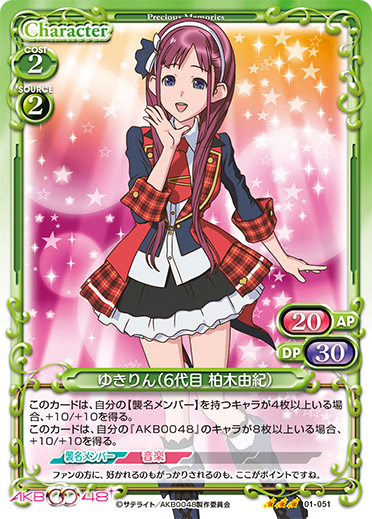 Precious Memories
Character
COST
2
SOURCE
2
20 AP
DP 30
ゆきりん(6代目 柏木由紀)
このカードは、自分の【襲名メンバー】を持つキャラが4枚以上いる場
合、+10/+10を得る。
このカードは、自分の『AKB0048』のキャラが8枚以上いる場合、
+10/+10を得る。
襲名メンバー 音楽
ファンの方に、好かれるのもがっかりされるのも、ここがポイントですね。
AKB0048
©サテライト/AKB0048製作委員会
01-051